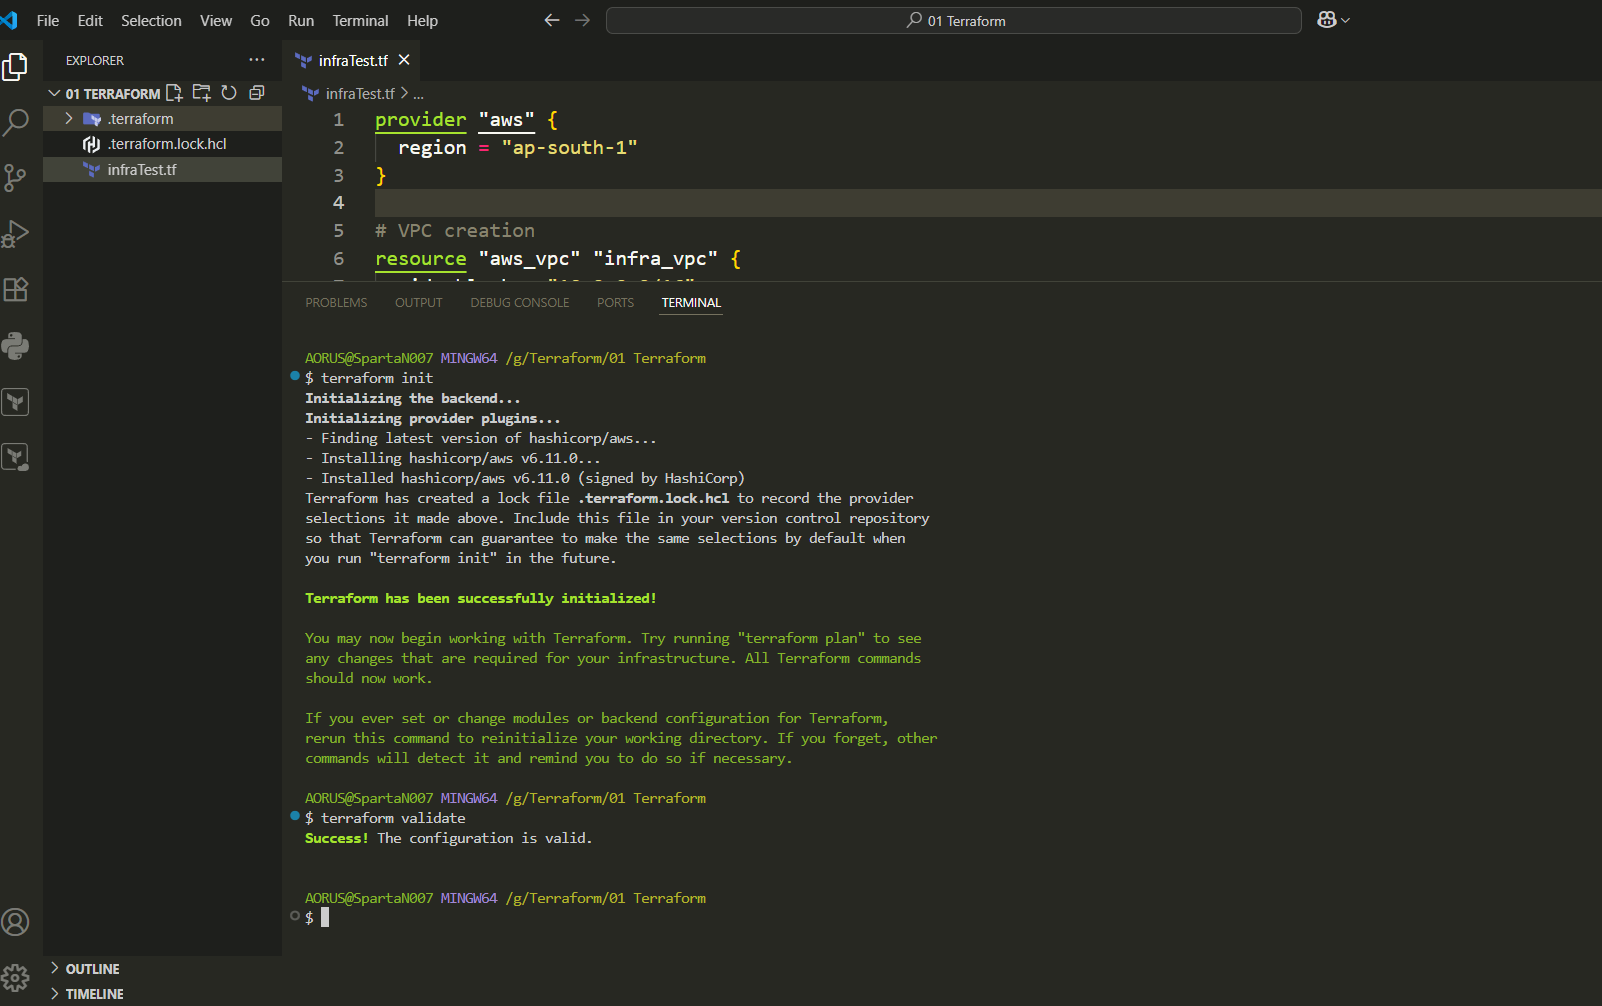 File Edit Selection View Go Run Terminal Help
01 Terraform
EXPLORER
infraTest.tf
01 TERRAFORM
infraTest.tf > ...
.terraform
.terraform.lock.hcl
infraTest.tf
1 provider "aws" {
2 region = "ap-south-1"
3 }
4
5 # VPC creation
6 resource "aws_vpc" "infra_vpc" {
PROBLEMS OUTPUT DEBUG CONSOLE PORTS TERMINAL
AORUS@SpartaN007 MINGW64 /g/Terraform/01 Terraform
$ terraform init
Initializing the backend...
Initializing provider plugins...
- Finding latest version of hashicorp/aws...
- Installing hashicorp/aws v6.11.0...
- Installed hashicorp/aws v6.11.0 (signed by HashiCorp)
Terraform has created a lock file .terraform.lock.hcl to record the provider
selections it made above. Include this file in your version control repository
so that Terraform can guarantee to make the same selections by default when
you run "terraform init" in the future.
Terraform has been successfully initialized!
You may now begin working with Terraform. Try running "terraform plan" to see
any changes that are required for your infrastructure. All Terraform commands
should now work.
If you ever set or change modules or backend configuration for Terraform,
rerun this command to reinitialize your working directory. If you forget, other
commands will detect it and remind you to do so if necessary.
AORUS@SpartaN007 MINGW64 /g/Terraform/01 Terraform
$ terraform validate
Success! The configuration is valid.
AORUS@SpartaN007 MINGW64 /g/Terraform/01 Terraform
$
OUTLINE
TIMELINE